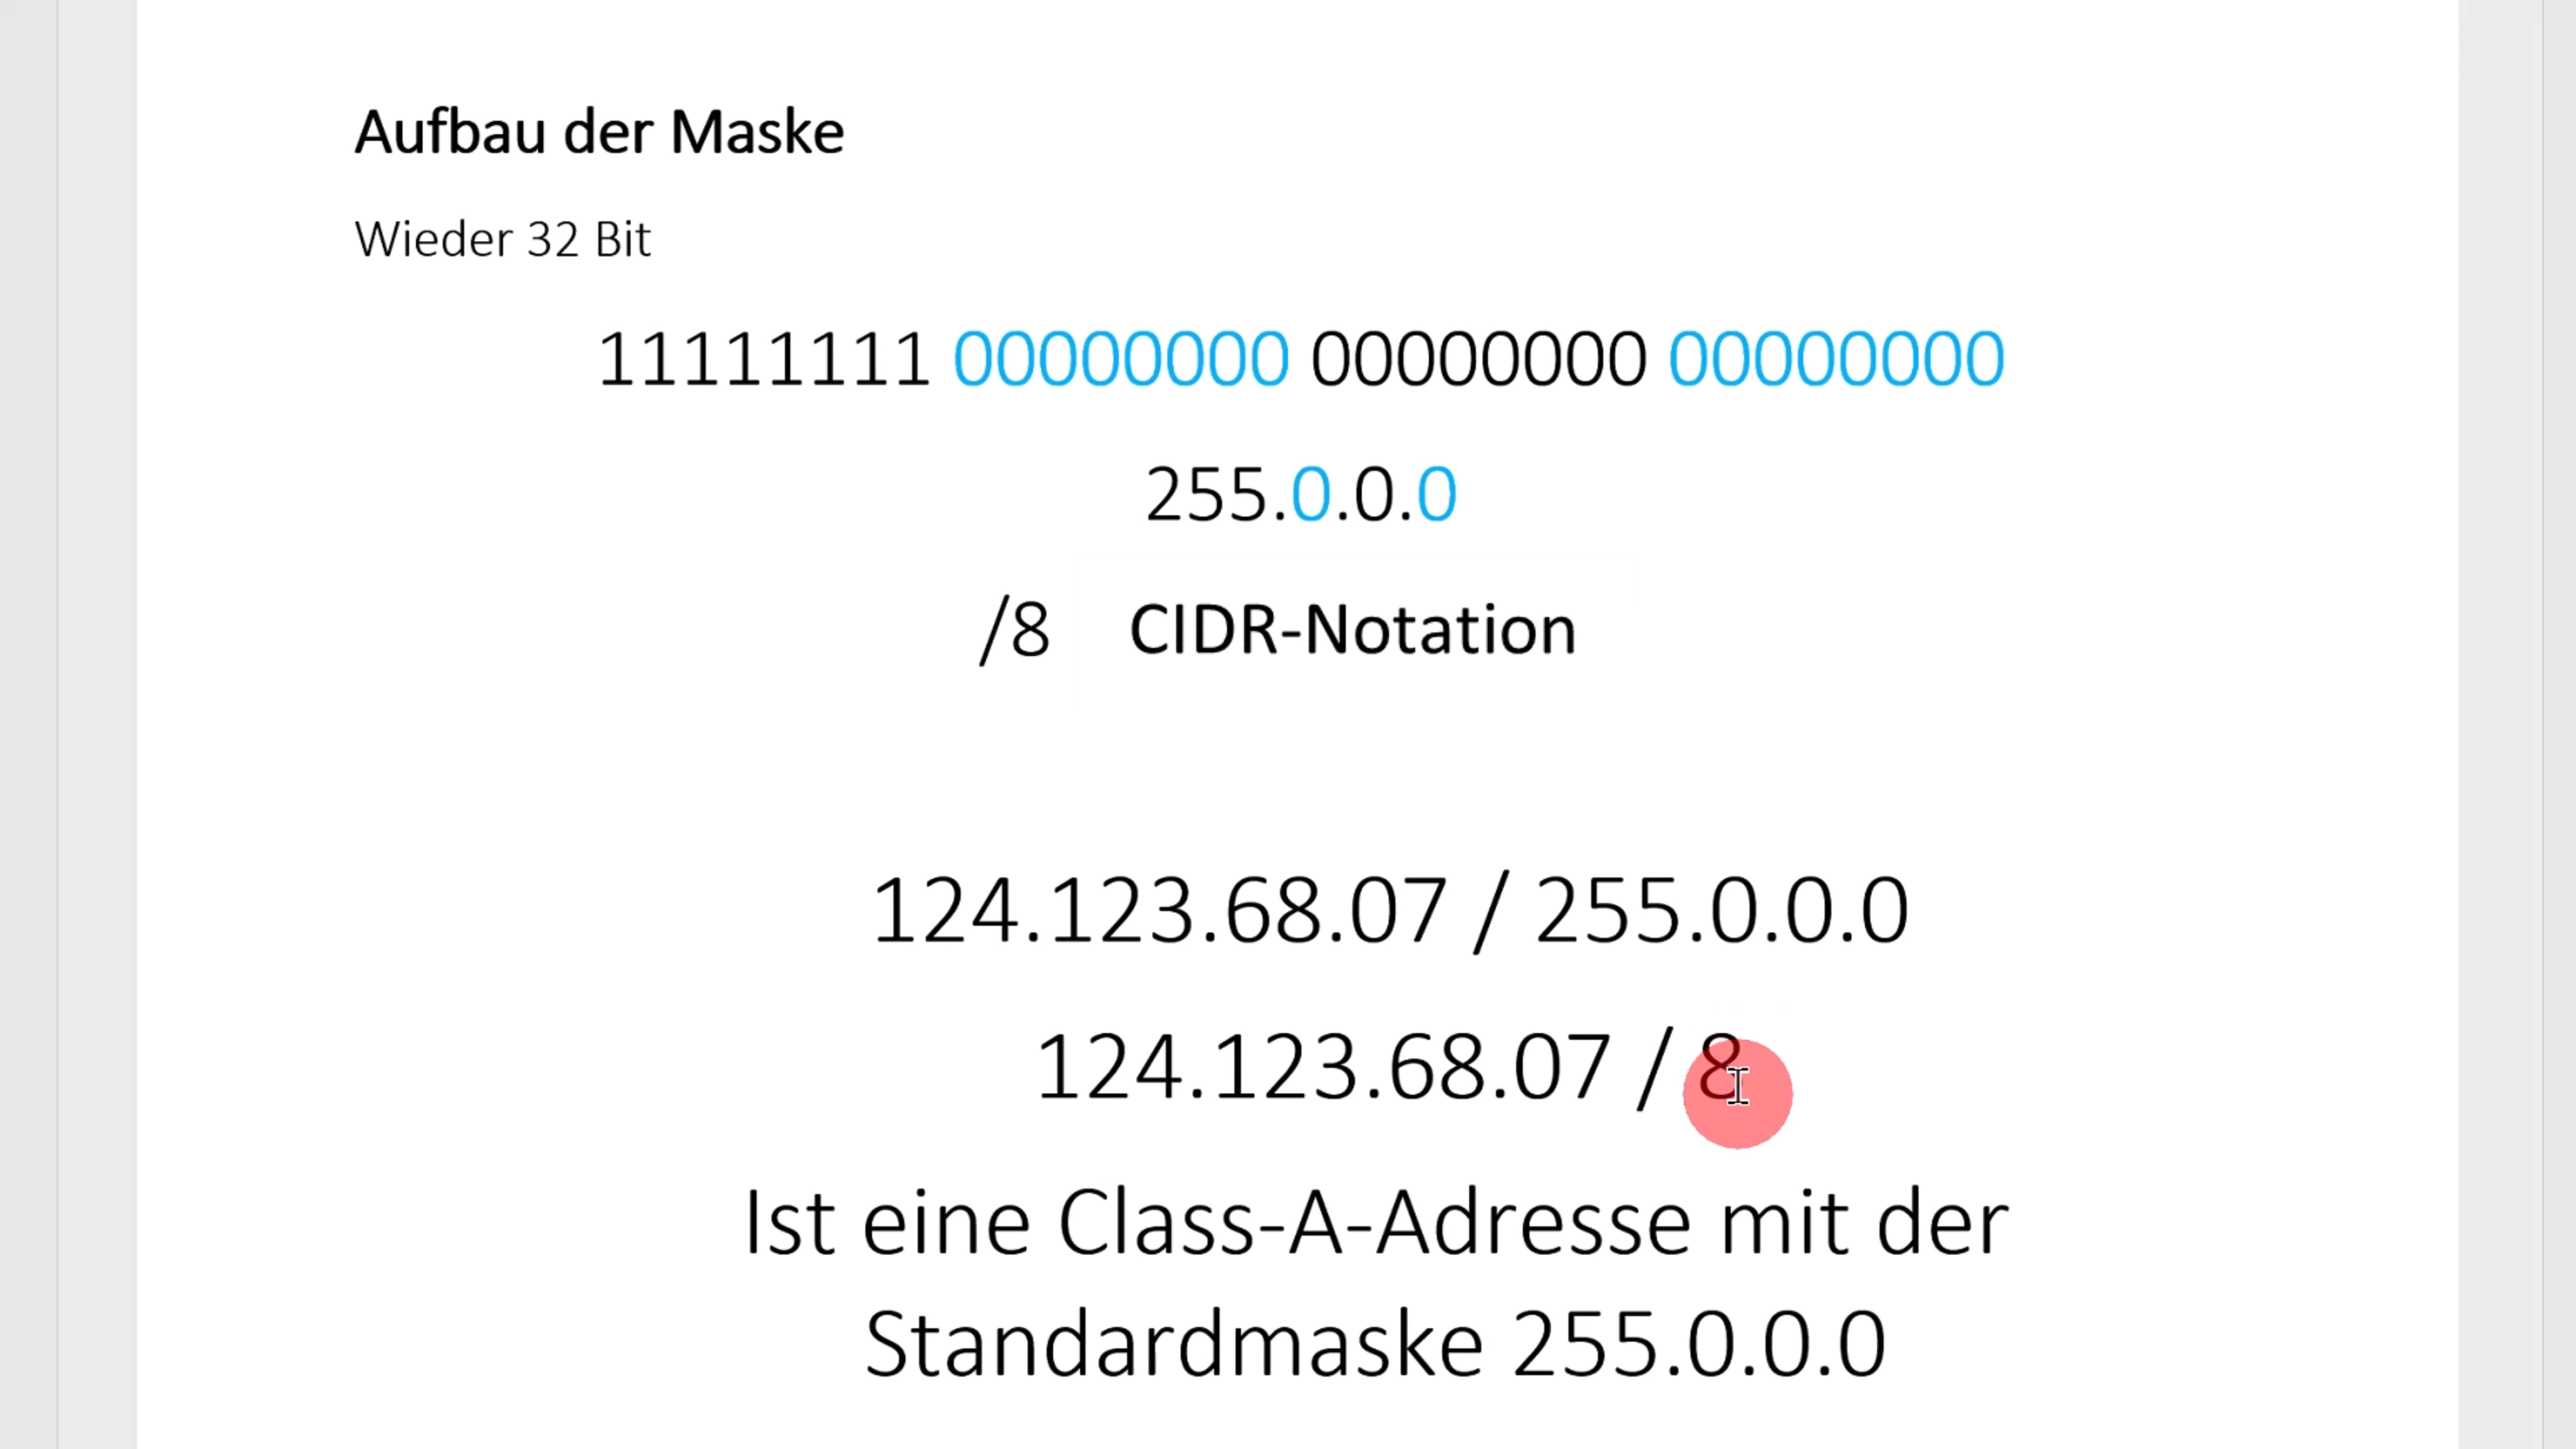 Aufbau der Maske
Wieder 32 Bit
11111111 00000000 00000000 00000000
255.0.0.0
/8 CIDR-Notation
124.123.68.07 / 255.0.0.0
124.123.68.07 / 8
Ist eine Class-A-Adresse mit der
Standardmaske 255.0.0.0